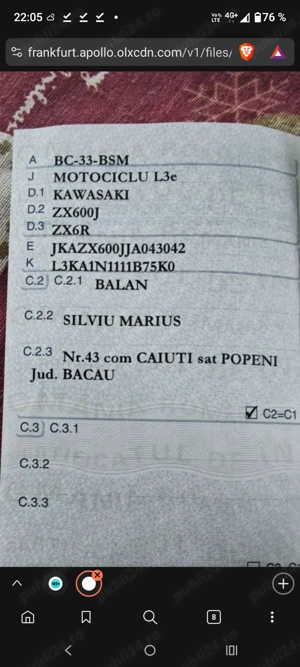 22:05
Vo)) LTE 4G+ 76%
frankfurt.apollo.olxcdn.com/v1/files/
A BC-33-BSM
J MOTOCICLU L3e
D.1 KAWASAKI
D.2 ZX600J
D.3 ZX6R
E JKAZX600JJA043042
K L3KA1N1111B75K0
C.2 C.2.1 BALAN
C.2.2 SILVIU MARIUS
C.2.3 Nr.43 com CAIUTI sat POPENI
Jud. BACAU
C2=C1
C.3 C.3.1
C.3.2
C.3.3
8